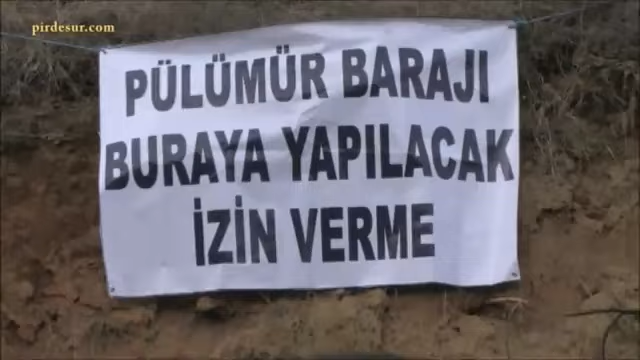 pirdesur.com
PÜLÜMÜR BARAJI
BURAYA YAPILACAK
İZİN VERME